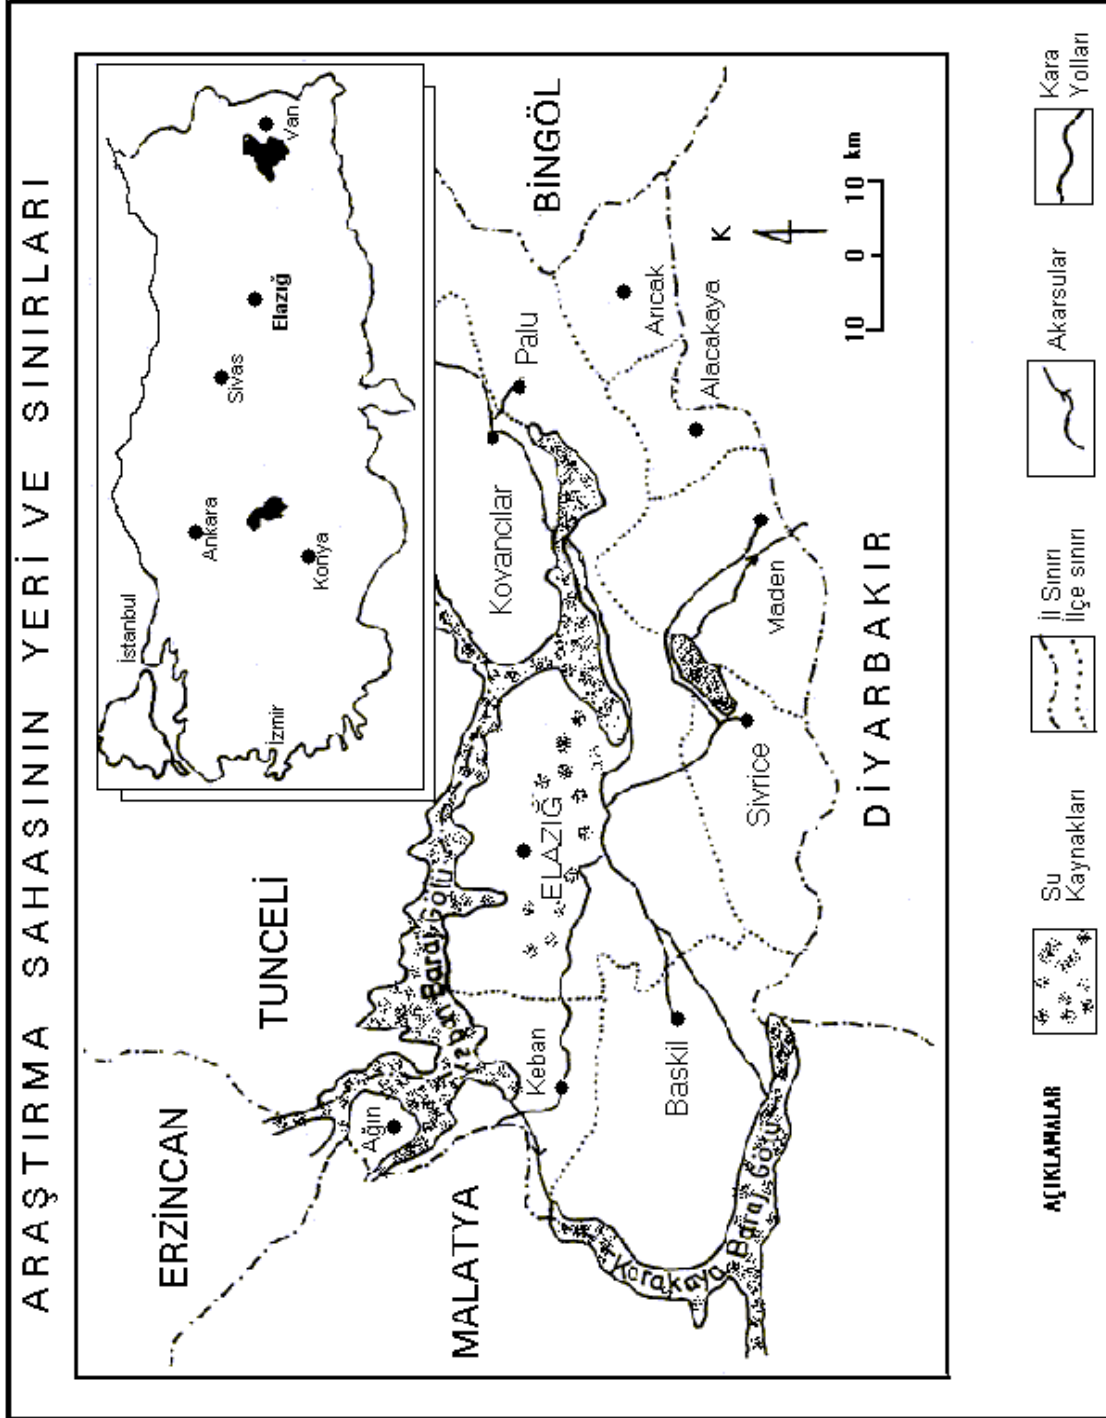 ARAŞTIRMA SAHASININ YERİ VE SINIRLARI
İstanbul
İzmir
Ankara
Konya
Sivas
Elazığ
Van
ERZİNCAN
TUNCELİ
BİNGÖL
MALATYA
DİYARBAKIR
Ağın
Keban Baraj Gölü
Keban
ELAZIĞ
Kovancılar
Palu
Arıcak
Alacakaya
Maden
Sivrice
Baskil
Karakaya Baraj Gölü
K
10 0 10 km
AÇIKLAMALAR
Su
Kaynakları
İl Sınırı
İlçe sınırı
Akarsular
Kara
Yolları